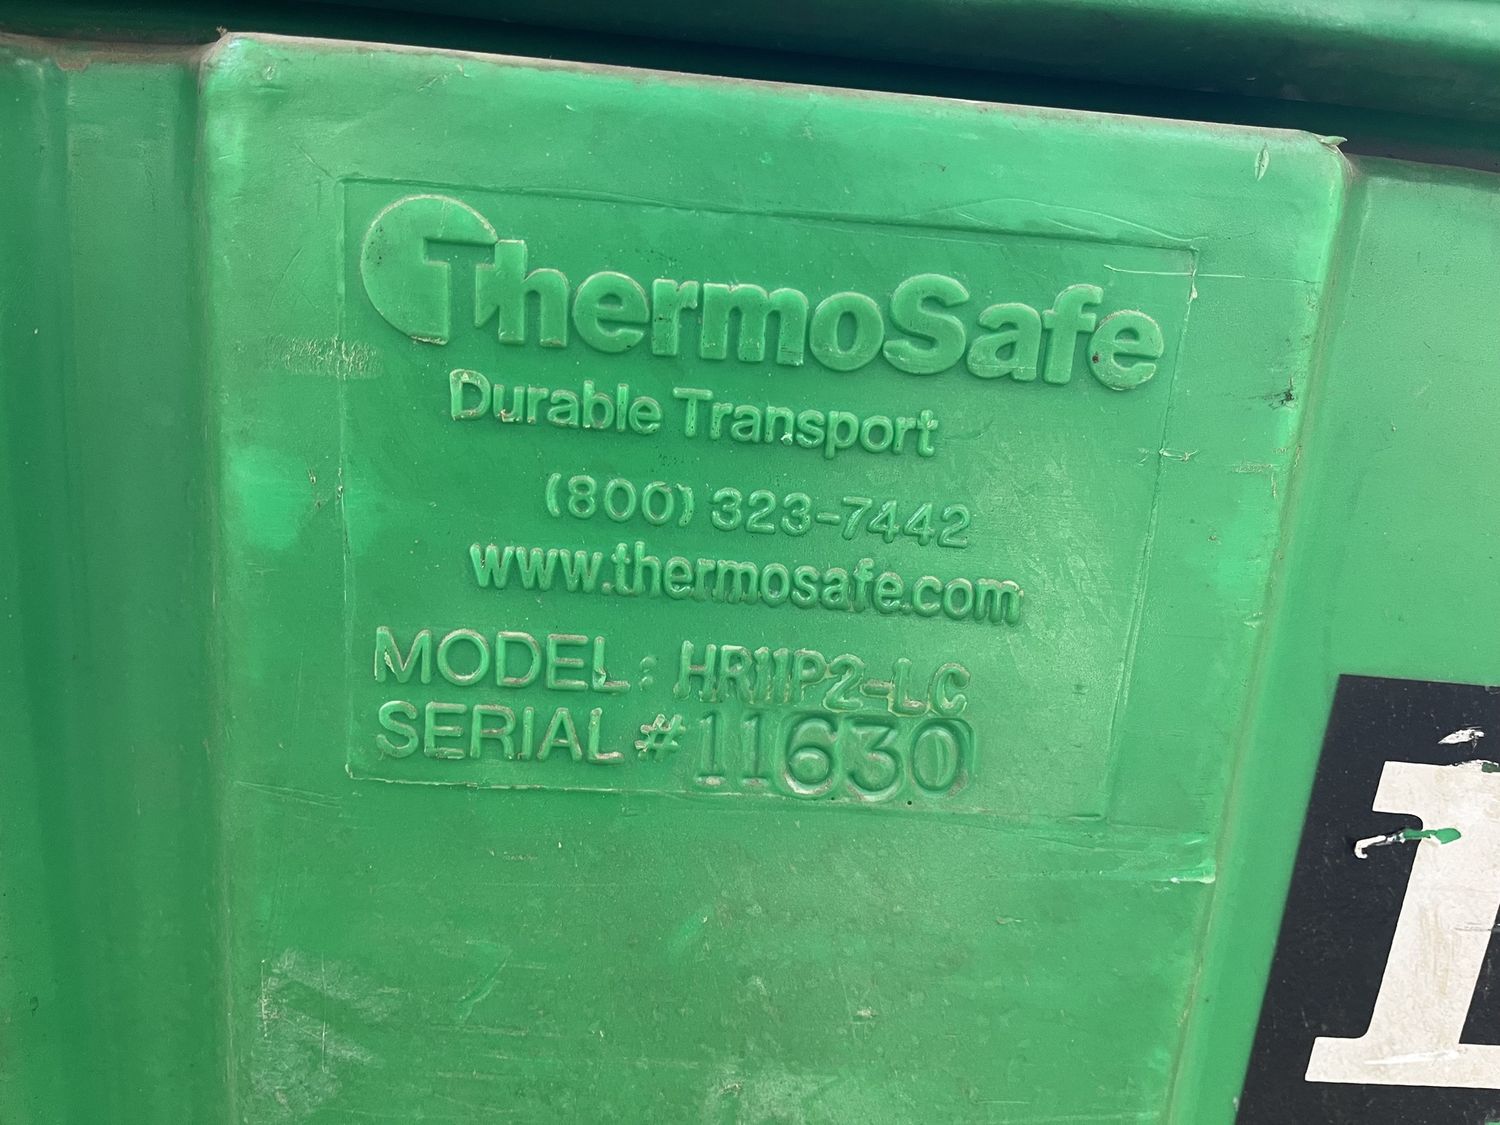 ThermoSafe
Durable Transport
(800) 323-7442
www.thermosafe.com
MODEL: HR11P2-LC
SERIAL #11630